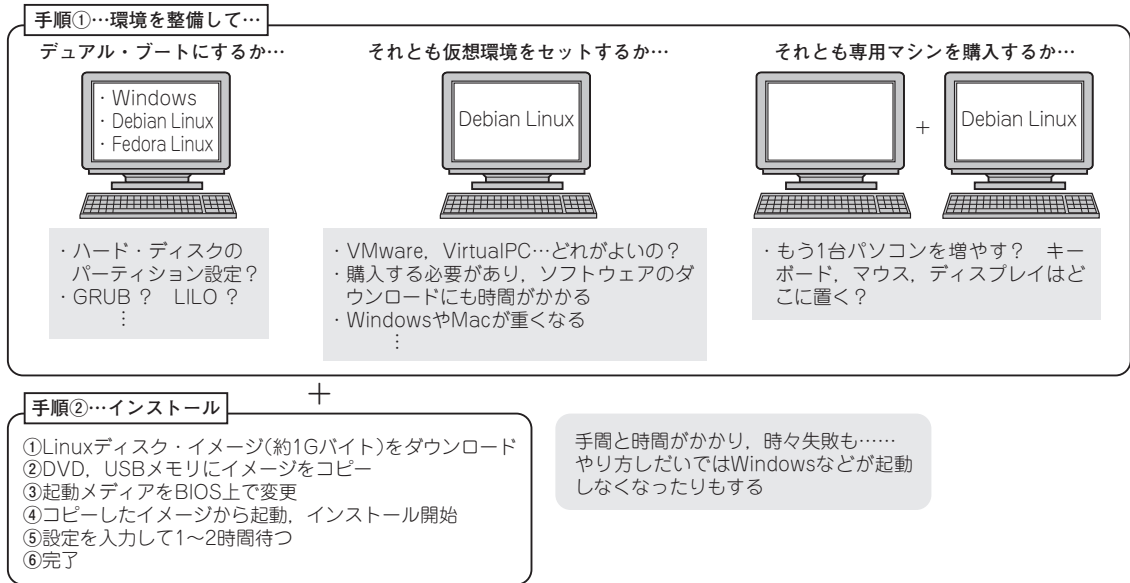 手順①…環境を整備して…
デュアル・ブートにするか…
・Windows
・Debian Linux
・Fedora Linux
・ハード・ディスクの
パーティション設定？
・GRUB ？ LILO ？
⋮
それとも仮想環境をセットするか…
Debian Linux
・VMware，VirtualPC…どれがよいの？
・購入する必要があり，ソフトウェアのダ
ウンロードにも時間がかかる
・WindowsやMacが重くなる
⋮
それとも専用マシンを購入するか…
＋
Debian Linux
・もう1台パソコンを増やす？ キー
ボード，マウス，ディスプレイはど
こに置く？
＋
手順②…インストール
①Linuxディスク・イメージ(約1Gバイト)をダウンロード
②DVD，USBメモリにイメージをコピー
③起動メディアをBIOS上で変更
④コピーしたイメージから起動，インストール開始
⑤設定を入力して1～2時間待つ
⑥完了
手間と時間がかかり，時々失敗も……
やり方しだいではWindowsなどが起動
しなくなったりもする